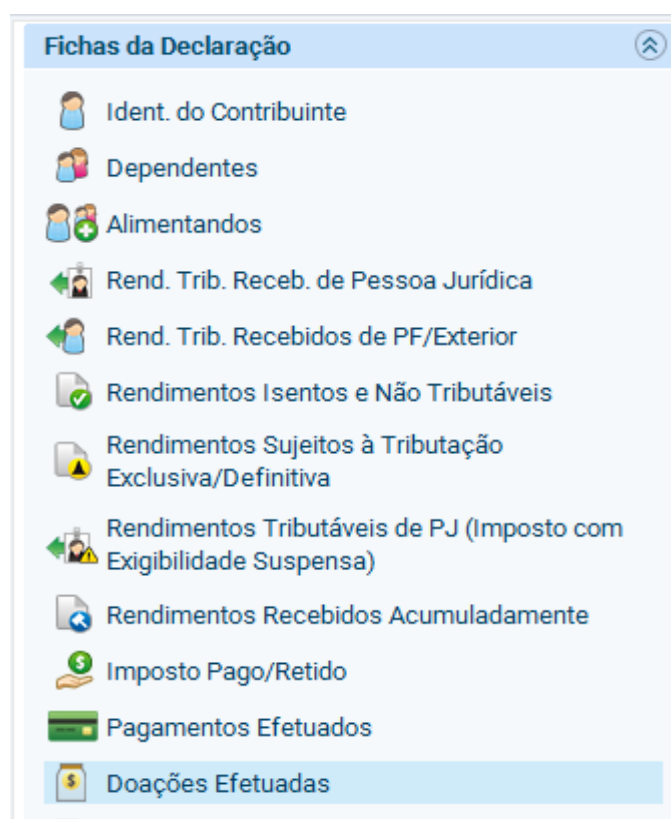 Fichas da Declaração
Ident. do Contribuinte
Dependentes
Alimentandos
Rend. Trib. Receb. de Pessoa Jurídica
Rend. Trib. Recebidos de PF/Exterior
Rendimentos Isentos e Não Tributáveis
Rendimentos Sujeitos à Tributação
Exclusiva/Definitiva
Rendimentos Tributáveis de PJ (Imposto com
Exigibilidade Suspensa)
Rendimentos Recebidos Acumuladamente
Imposto Pago/Retido
Pagamentos Efetuados
Doações Efetuadas